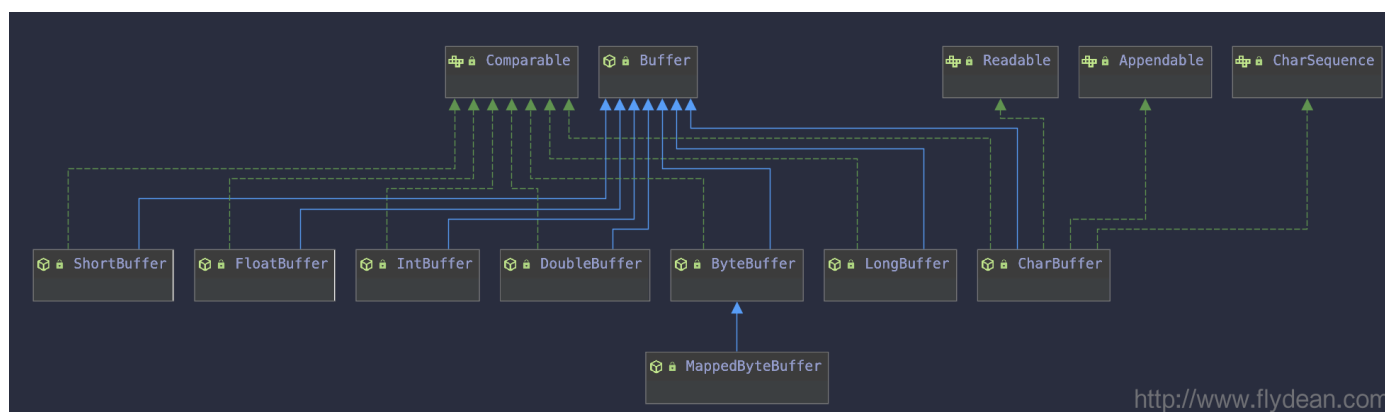 Comparable
Buffer
Readable
Appendable
CharSequence
ShortBuffer
FloatBuffer
IntBuffer
DoubleBuffer
ByteBuffer
LongBuffer
CharBuffer
MappedByteBuffer
http://www.flydean.com